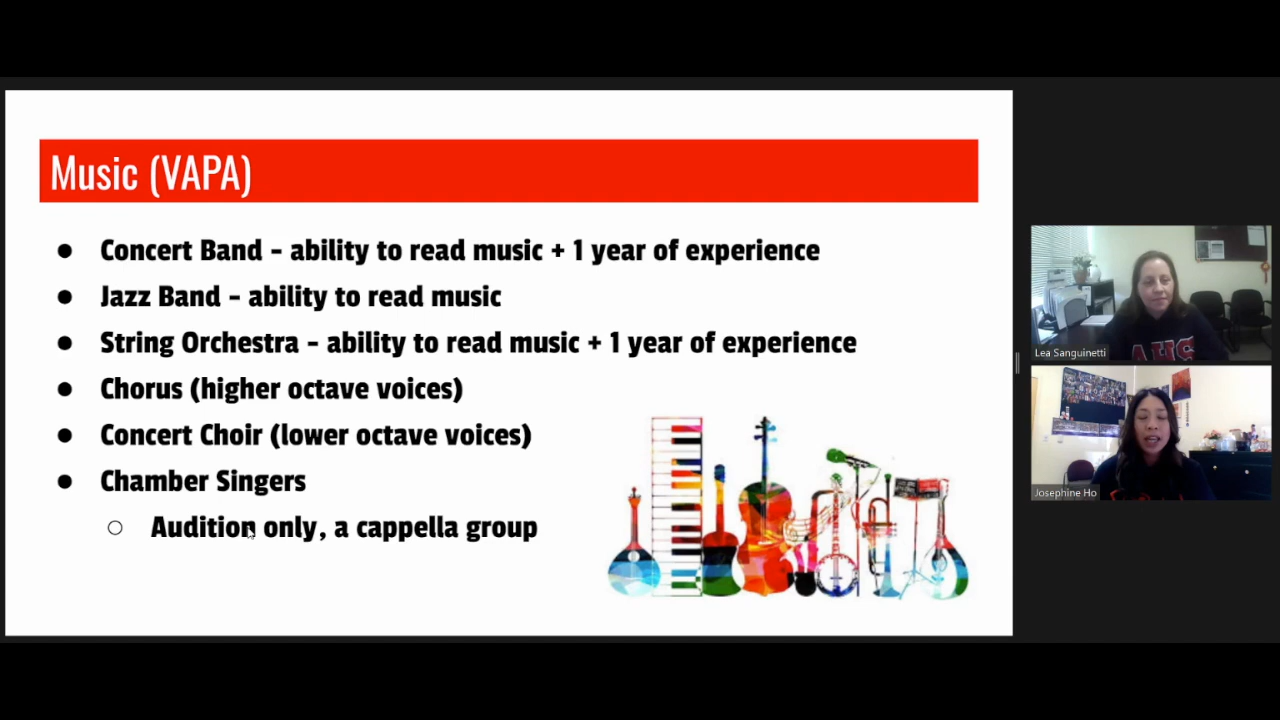 Music (VAPA)
● Concert Band - ability to read music + 1 year of experience
● Jazz Band - ability to read music
● String Orchestra - ability to read music + 1 year of experience
● Chorus (higher octave voices)
● Concert Choir (lower octave voices)
● Chamber Singers
○ Audition only, a cappella group
AHS
Lea Sanguinetti
Josephine Ho